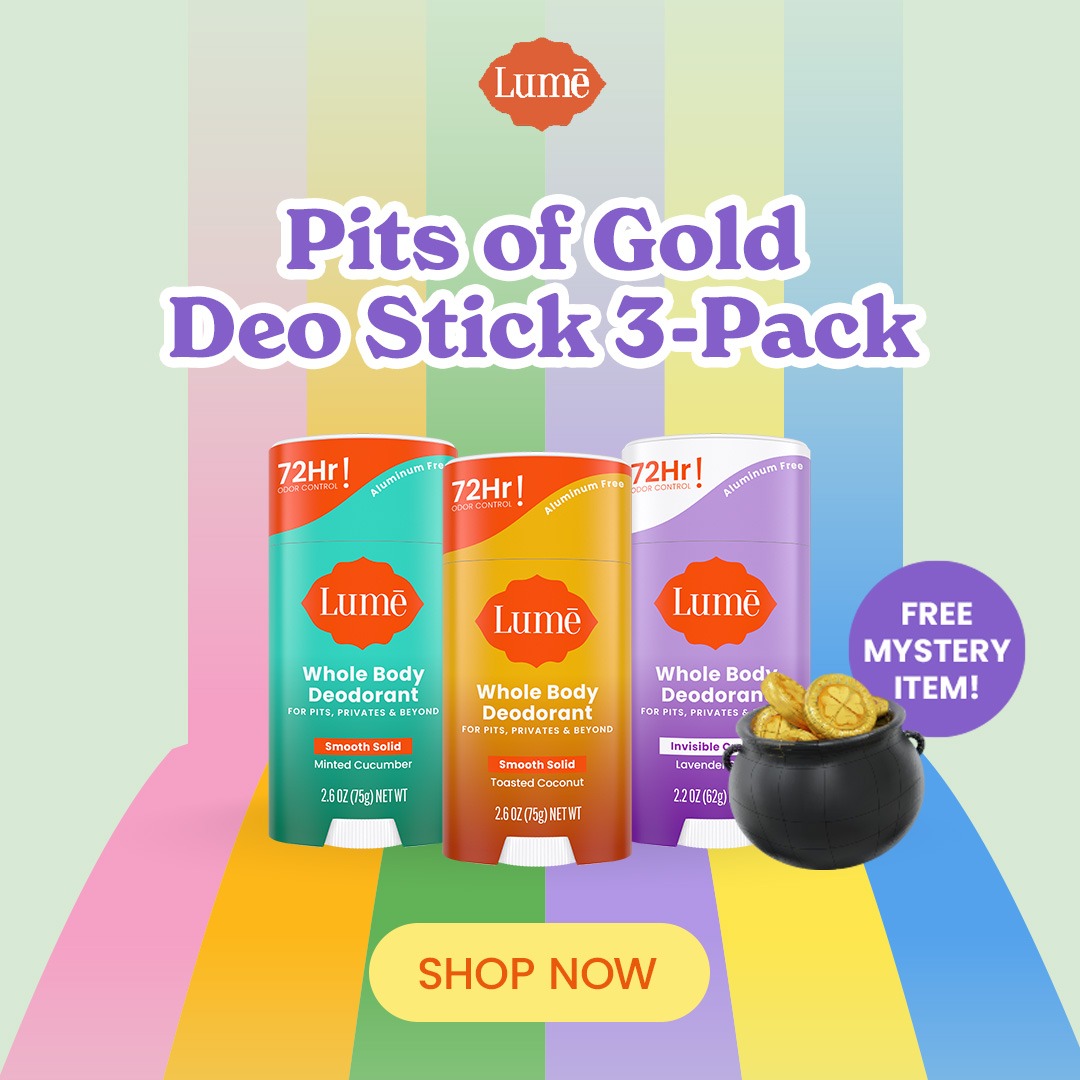 Lumē
Pits of Gold
Deo Stick 3-Pack
72Hr!
ODOR CONTROL
Aluminum Free
Lumē
Whole Body
Deodorant
FOR PITS, PRIVATES & BEYOND
Smooth Solid
Minted Cucumber
2.6 OZ (75g) NET WT
72Hr!
ODOR CONTROL
Aluminum Free
Lumē
Whole Body
Deodorant
FOR PITS, PRIVATES & BEYOND
Smooth Solid
Toasted Coconut
2.6 OZ (75g) NET WT
72Hr!
ODOR CONTROL
Aluminum Free
Lumē
Whole Body
Deodorant
FOR PITS, PRIVATES &
Invisible
Lavender
2.2 OZ (62g)
FREE
MYSTERY
ITEM!
SHOP NOW